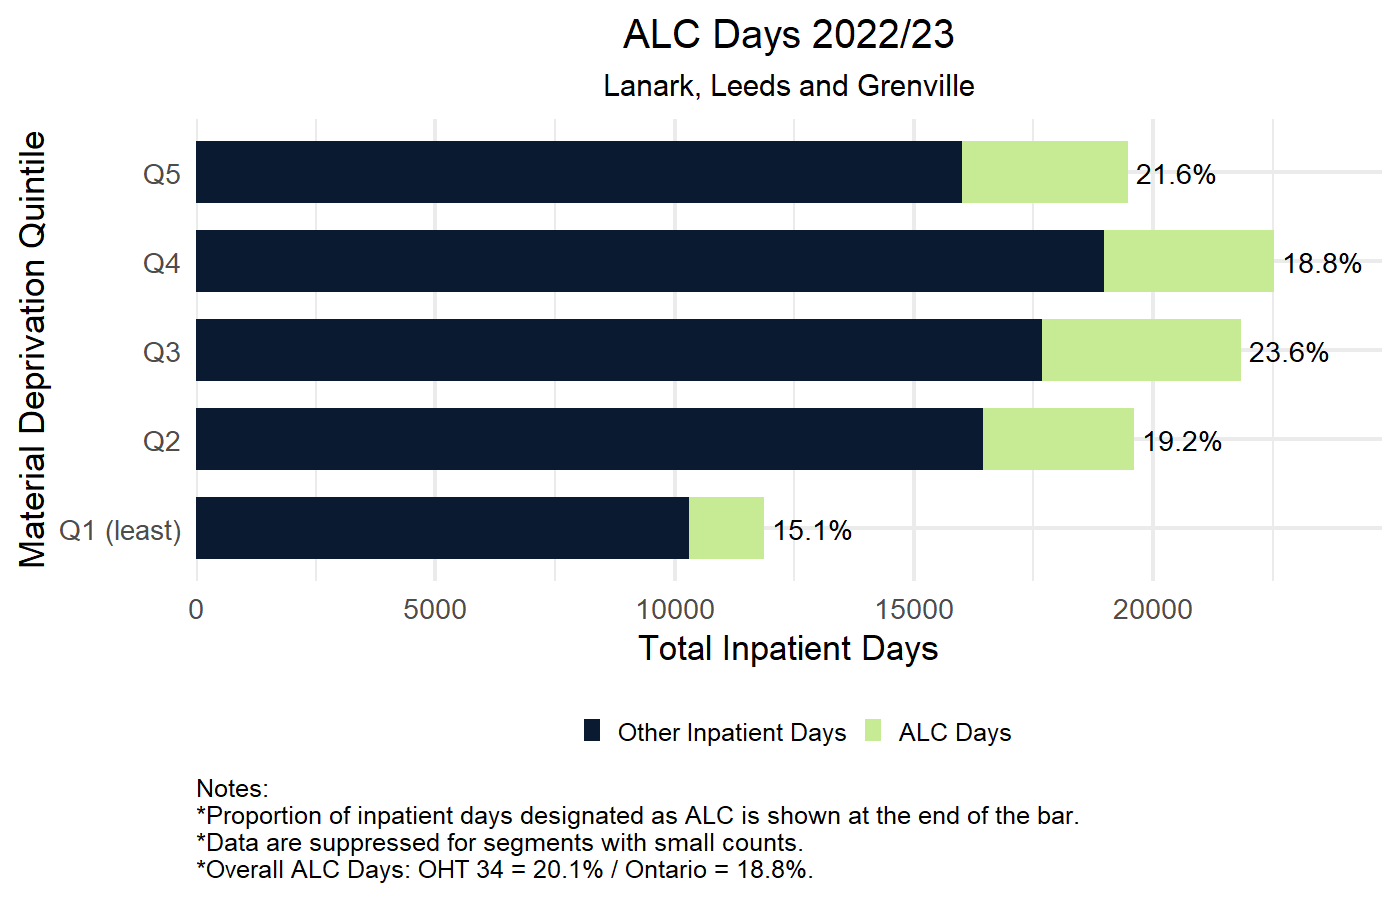 ALC Days 2022/23
Lanark, Leeds and Grenville
Material Deprivation Quintile
Q5
21.6%
Q4
18.8%
Q3
23.6%
Q2
19.2%
Q1 (least)
15.1%
0 5000 10000 15000 20000
Total Inpatient Days
Other Inpatient Days ALC Days
Notes:
*Proportion of inpatient days designated as ALC is shown at the end of the bar.
*Data are suppressed for segments with small counts.
*Overall ALC Days: OHT 34 = 20.1% / Ontario = 18.8%.